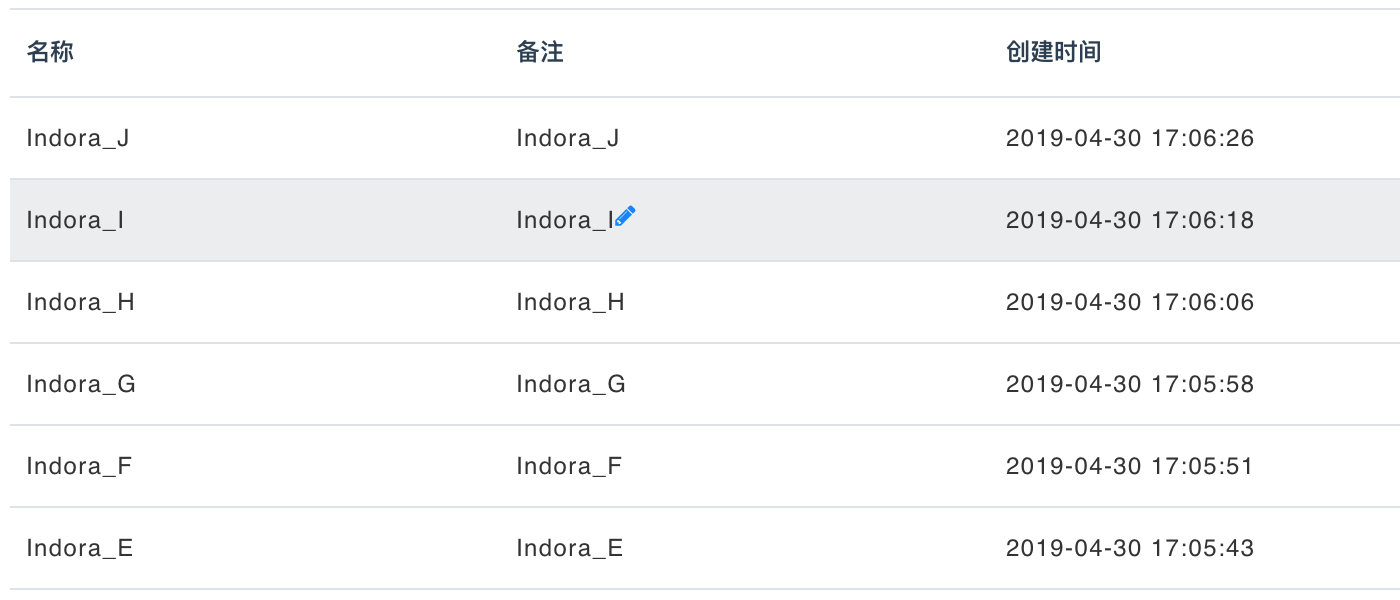 名称 备注 创建时间
Indora_J Indora_J 2019-04-30 17:06:26
Indora_I Indora_I 2019-04-30 17:06:18
Indora_H Indora_H 2019-04-30 17:06:06
Indora_G Indora_G 2019-04-30 17:05:58
Indora_F Indora_F 2019-04-30 17:05:51
Indora_E Indora_E 2019-04-30 17:05:43